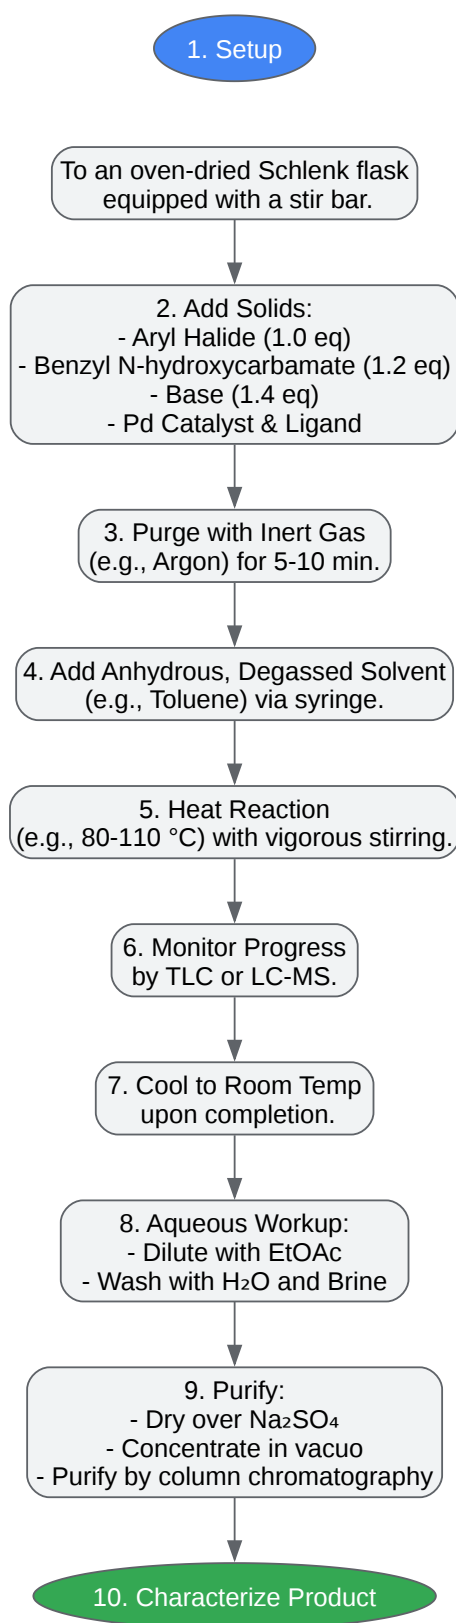 1. Setup
To an oven-dried Schlenk flask
equipped with a stir bar.
2. Add Solids:
- Aryl Halide (1.0 eq)
- Benzyl N-hydroxycarbamate (1.2 eq)
- Base (1.4 eq)
- Pd Catalyst & Ligand
3. Purge with Inert Gas
(e.g., Argon) for 5-10 min.
4. Add Anhydrous, Degassed Solvent
(e.g., Toluene) via syringe.
5. Heat Reaction
(e.g., 80-110 °C) with vigorous stirring.
6. Monitor Progress
by TLC or LC-MS.
7. Cool to Room Temp
upon completion.
8. Aqueous Workup:
- Dilute with EtOAc
- Wash with H₂O and Brine
9. Purify:
- Dry over Na₂SO₄
- Concentrate in vacuo
- Purify by column chromatography
10. Characterize Product